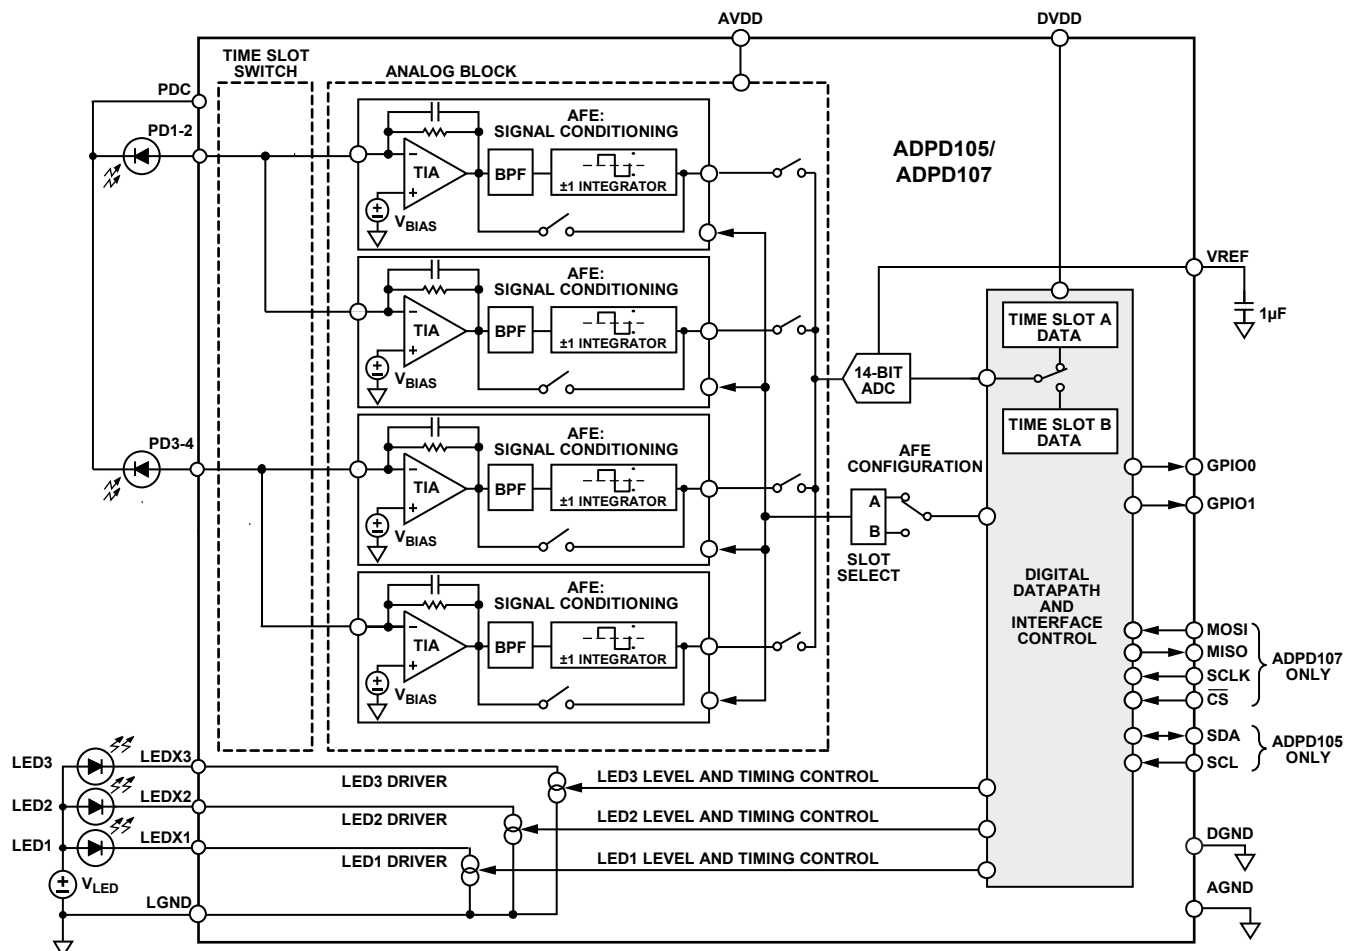 AVDD
DVDD
TIME SLOT
SWITCH
ANALOG BLOCK
PDC
PD1-2
AFE:
SIGNAL CONDITIONING
TIA
BPF
±1 INTEGRATOR
VBIAS
ADPD105/
ADPD107
AFE:
SIGNAL CONDITIONING
TIA
BPF
±1 INTEGRATOR
VBIAS
VREF
1µF
TIME SLOT A
DATA
14-BIT
ADC
TIME SLOT B
DATA
PD3-4
AFE:
SIGNAL CONDITIONING
TIA
BPF
±1 INTEGRATOR
VBIAS
AFE
CONFIGURATION
A
B
SLOT
SELECT
GPIO0
GPIO1
DIGITAL
DATAPATH
AND
INTERFACE
CONTROL
AFE:
SIGNAL CONDITIONING
TIA
BPF
±1 INTEGRATOR
VBIAS
MOSI
MISO
SCLK
CS
ADPD107
ONLY
SDA
SCL
ADPD105
ONLY
LED3
LEDX3
LED3 DRIVER
LED3 LEVEL AND TIMING CONTROL
LED2
LEDX2
LED2 DRIVER
LED2 LEVEL AND TIMING CONTROL
LED1
LEDX1
LED1 DRIVER
LED1 LEVEL AND TIMING CONTROL
VLED
LGND
DGND
AGND